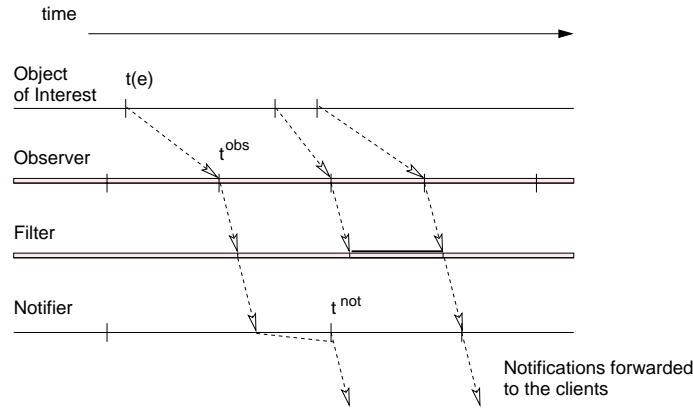 time
Object
of Interest
t(e)
Observer
t^obs
Filter
Notifier
t^not
Notifications forwarded
to the clients